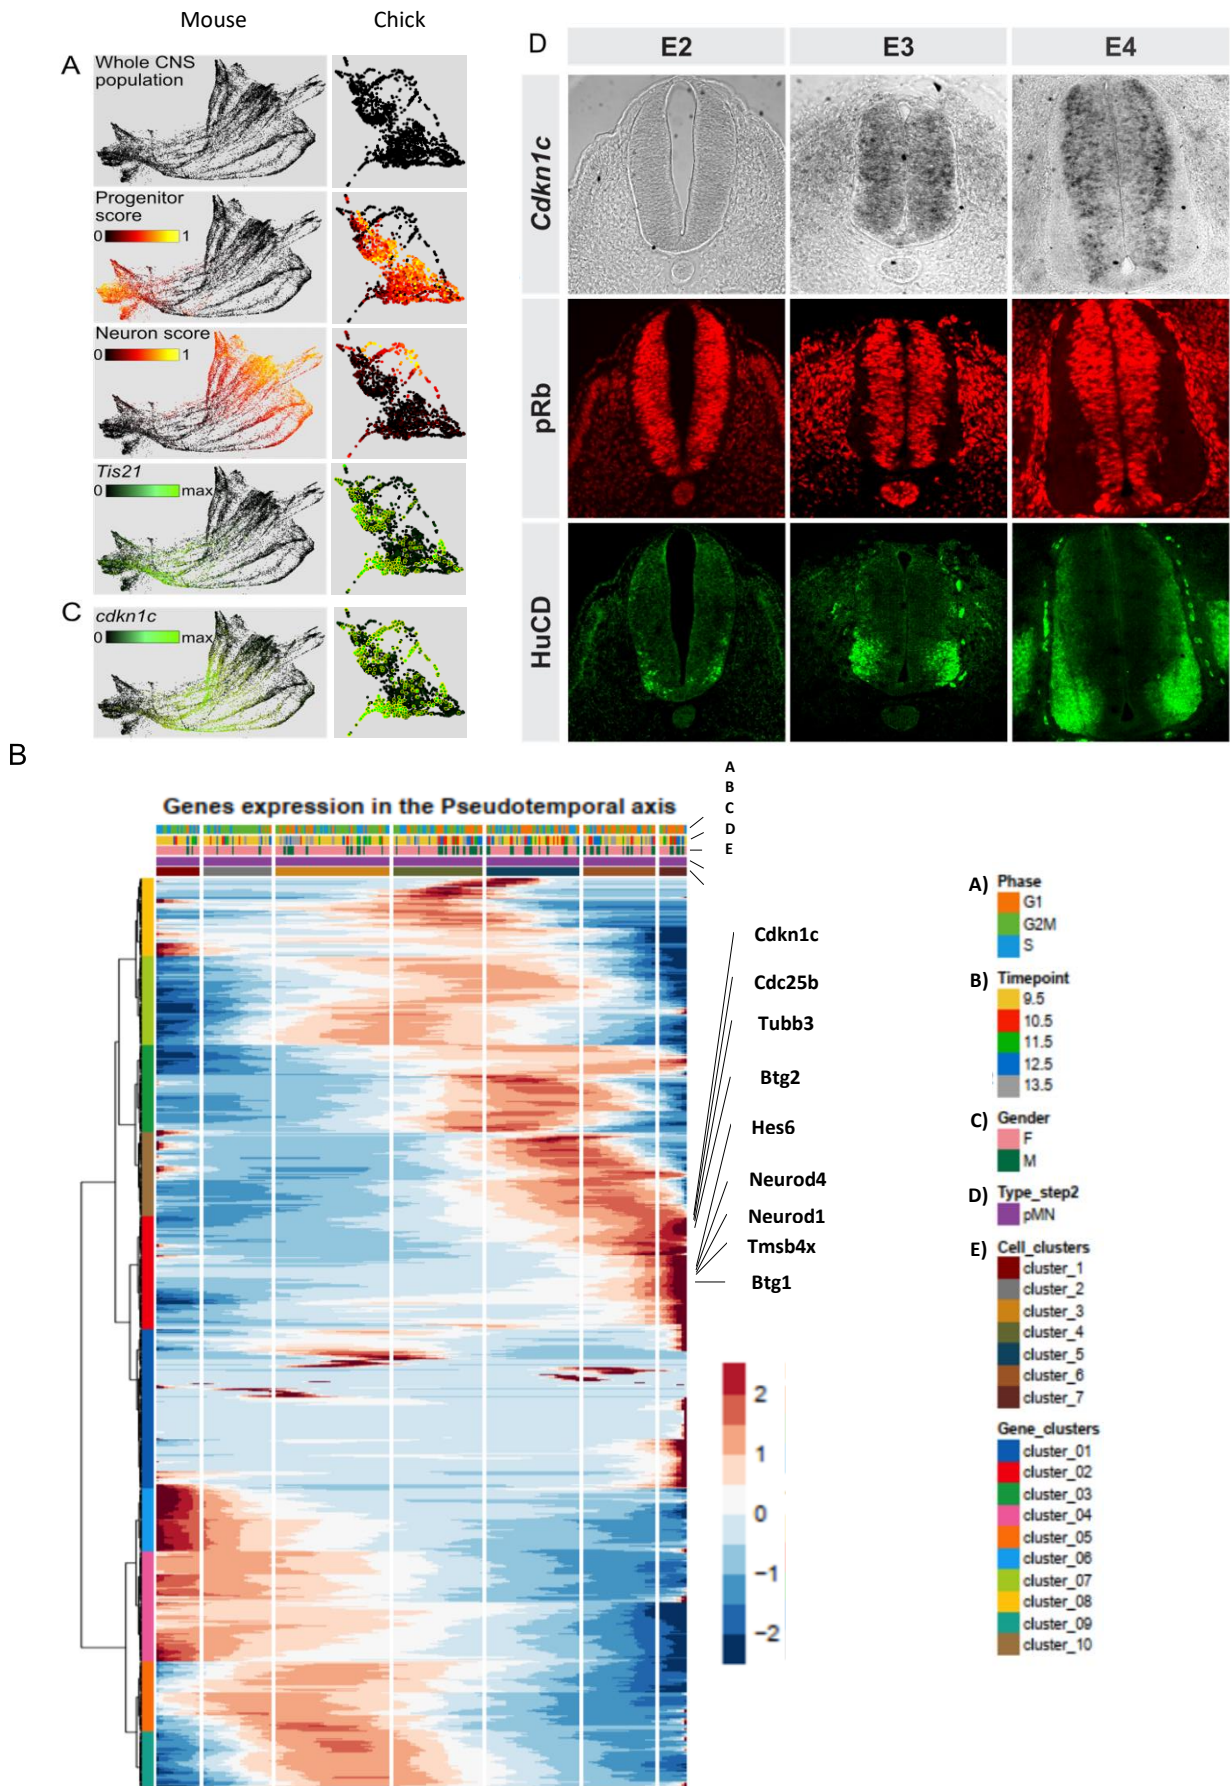 Mouse
Chick
A
Whole CNS
population
Progenitor
score
0 1
Neuron score
0 1
Tis21
0 max
C
cdkn1c
0 max
D
E2
E3
E4
Cdkn1c
pRb
HuCD
B
Genes expression in the Pseudotemporal axis
A
B
C
D
E
Cdkn1c
Cdc25b
Tubb3
Btg2
Hes6
Neurod4
Neurod1
Tmsb4x
Btg1
2
1
0
−1
−2
A) Phase
G1
G2M
S
B) Timepoint
9.5
10.5
11.5
12.5
13.5
C) Gender
F
M
D) Type_step2
pMN
E) Cell_clusters
cluster_1
cluster_2
cluster_3
cluster_4
cluster_5
cluster_6
cluster_7
Gene_clusters
cluster_01
cluster_02
cluster_03
cluster_04
cluster_05
cluster_06
cluster_07
cluster_08
cluster_09
cluster_10